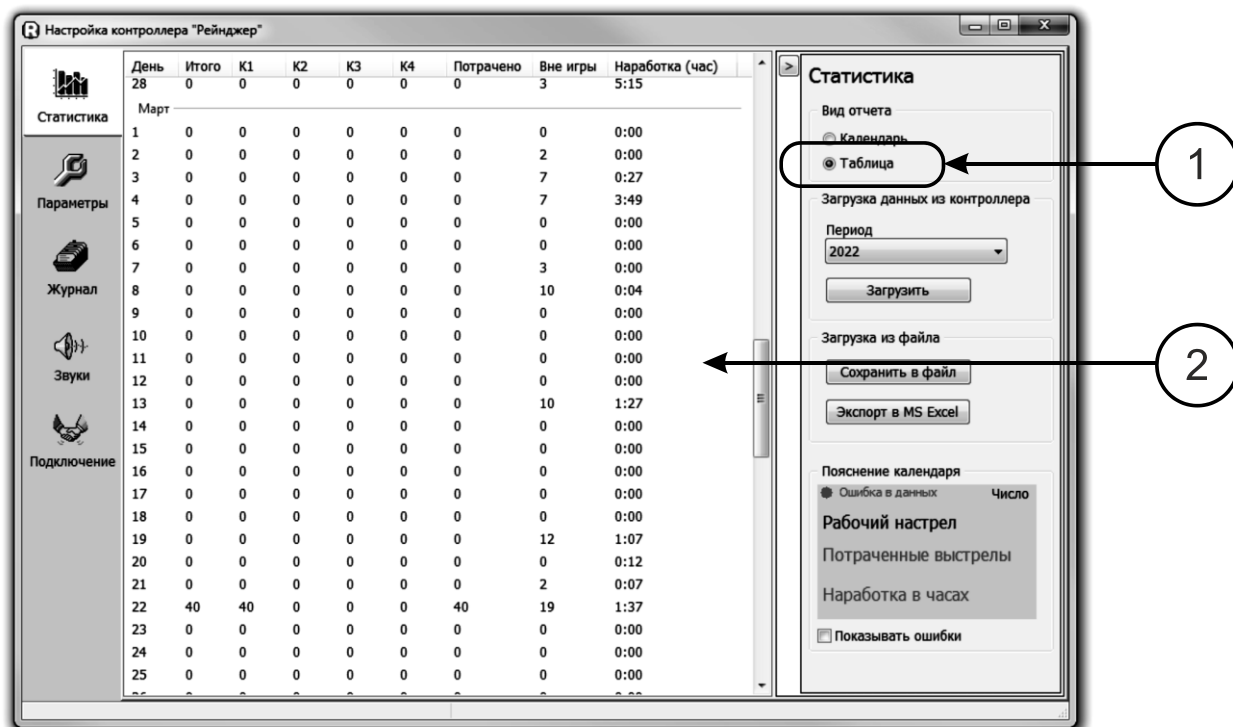 R Настройка контроллера "Рейнджер"
Статистика
Параметры
Журнал
Звуки
Подключение
День Итого К1 К2 К3 К4 Потрачено Вне игры Наработка (час)
28 0 0 0 0 0 0 3 5:15
Март
1 0 0 0 0 0 0 0 0:00
2 0 0 0 0 0 0 2 0:00
3 0 0 0 0 0 0 7 0:27
4 0 0 0 0 0 0 7 3:49
5 0 0 0 0 0 0 0 0:00
6 0 0 0 0 0 0 0 0:00
7 0 0 0 0 0 0 3 0:00
8 0 0 0 0 0 0 10 0:04
9 0 0 0 0 0 0 0 0:00
10 0 0 0 0 0 0 0 0:00
11 0 0 0 0 0 0 0 0:00
12 0 0 0 0 0 0 0 0:00
13 0 0 0 0 0 0 10 1:27
14 0 0 0 0 0 0 0 0:00
15 0 0 0 0 0 0 0 0:00
16 0 0 0 0 0 0 0 0:00
17 0 0 0 0 0 0 0 0:00
18 0 0 0 0 0 0 0 0:00
19 0 0 0 0 0 0 12 1:07
20 0 0 0 0 0 0 0 0:12
21 0 0 0 0 0 0 2 0:07
22 40 40 0 0 0 40 19 1:37
23 0 0 0 0 0 0 0 0:00
24 0 0 0 0 0 0 0 0:00
25 0 0 0 0 0 0 0 0:00
>
Статистика
Вид отчета
Календарь
Таблица
Загрузка данных из контроллера
Период
2022
Загрузить
Загрузка из файла
Сохранить в файл
Экспорт в MS Excel
Пояснение календаря
Ошибка в данных Число
Рабочий настрел
Потраченные выстрелы
Наработка в часах
Показывать ошибки
1
2